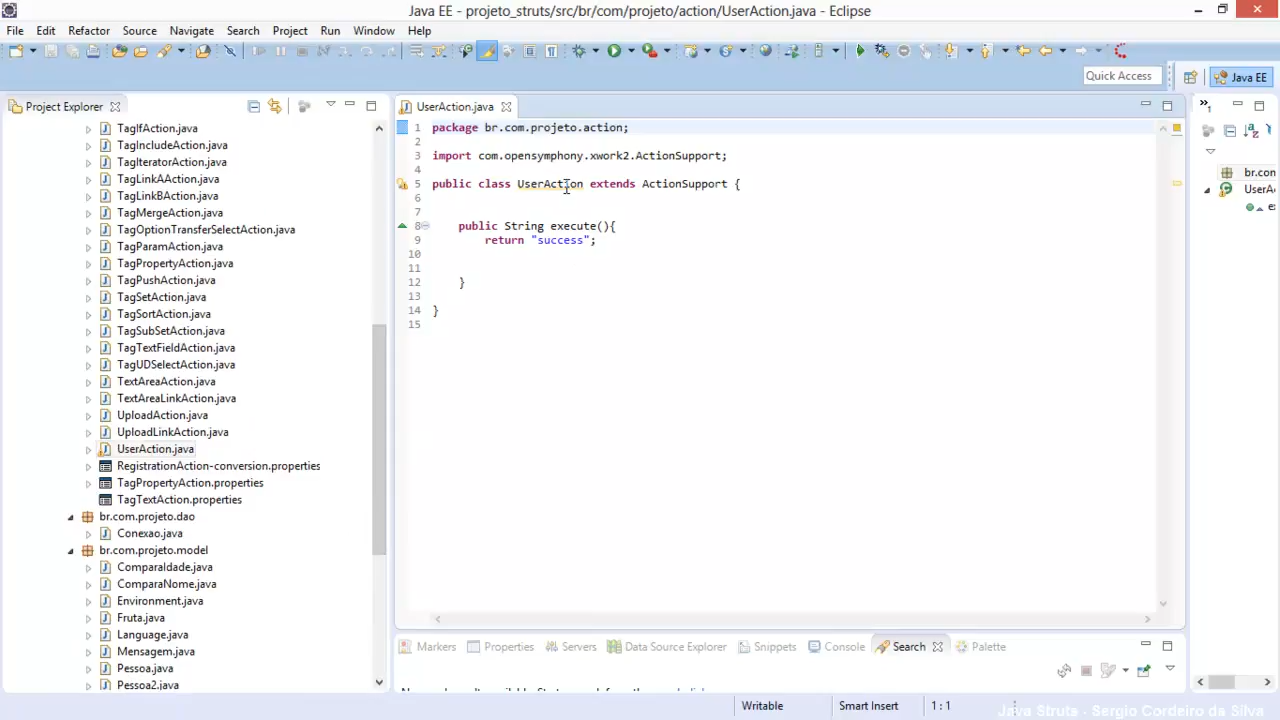 Java EE - projeto_struts/src/br/com/projeto/action/UserAction.java - Eclipse
File Edit Refactor Source Navigate Search Project Run Window Help
Quick Access
Java EE
Project Explorer
TagIfAction.java
TagIncludeAction.java
TagIteratorAction.java
TagLinkAAction.java
TagLinkBAction.java
TagMergeAction.java
TagOptionTransferSelectAction.java
TagParamAction.java
TagPropertyAction.java
TagPushAction.java
TagSetAction.java
TagSortAction.java
TagSubSetAction.java
TagTextFieldAction.java
TagUDSelectAction.java
TextAreaAction.java
TextAreaLinkAction.java
UploadAction.java
UploadLinkAction.java
UserAction.java
RegistrationAction-conversion.properties
TagPropertyAction.properties
TagTextAction.properties
br.com.projeto.dao
Conexao.java
br.com.projeto.model
ComparaIdade.java
ComparaNome.java
Environment.java
Fruta.java
Language.java
Mensagem.java
Pessoa.java
Pessoa2.java
UserAction.java
1 package br.com.projeto.action;
2
3 import com.opensymphony.xwork2.ActionSupport;
4
5 public class UserAction extends ActionSupport {
6
7
8 public String execute(){
9 return "success";
10
11
12 }
13
14 }
15
br.con
UserA
Markers Properties Servers Data Source Explorer Snippets Console Search Palette
Writable Smart Insert 1 : 1
Java Struts - Sergio Cordeiro da Silva